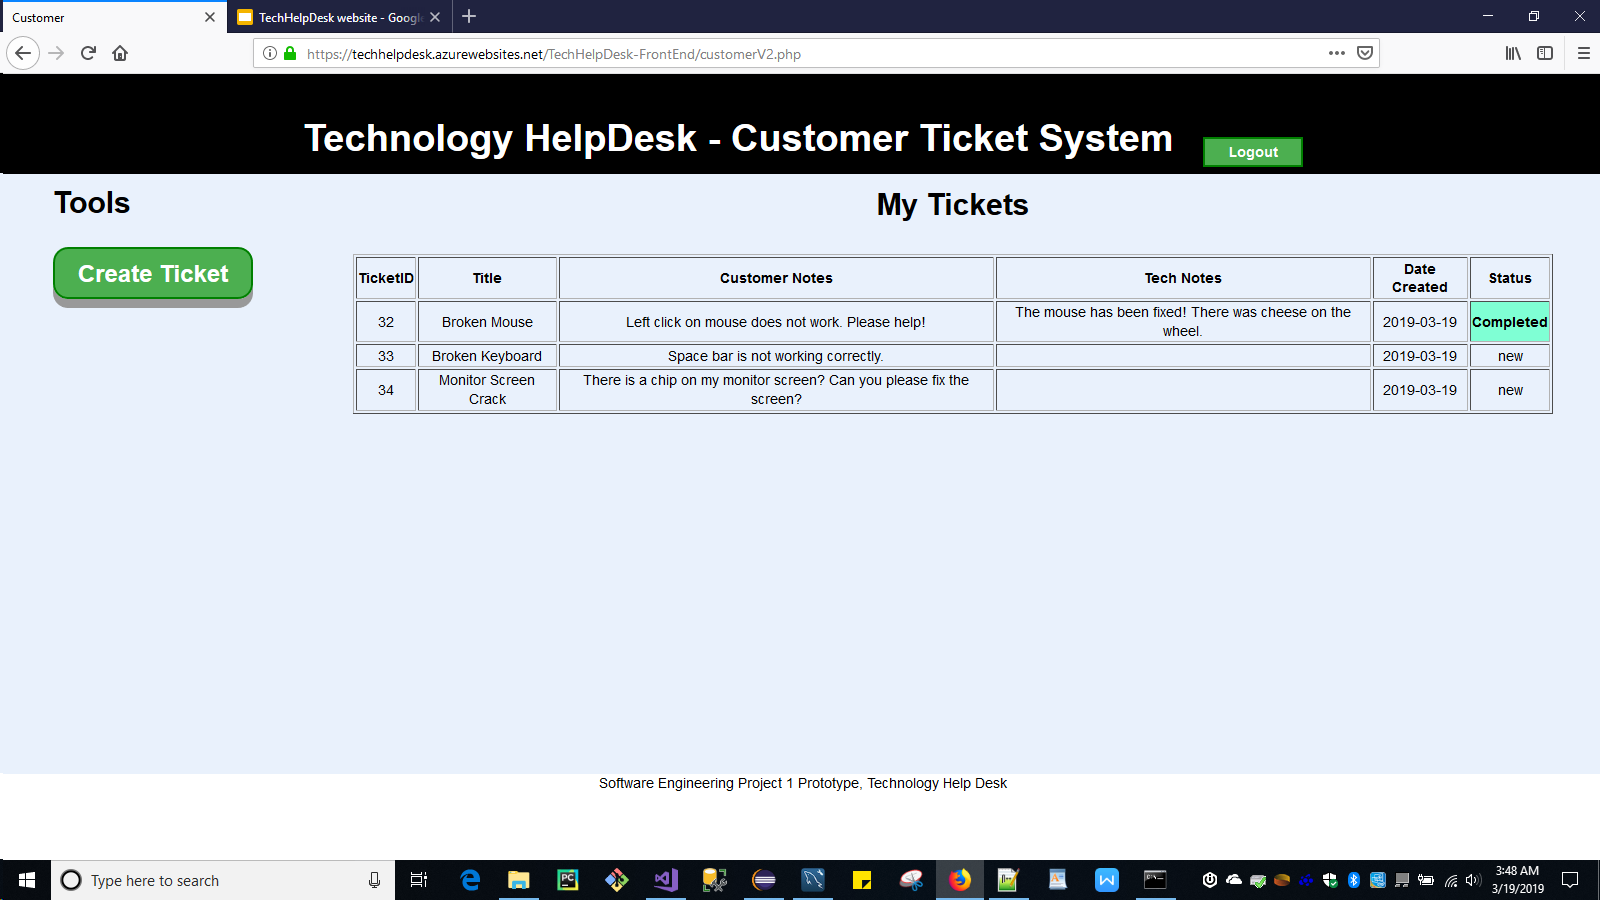 Customer
TechHelpDesk website - Googl
https://techhelpdesk.azurewebsites.net/TechHelpDesk-FrontEnd/customerV2.php
Technology HelpDesk - Customer Ticket System
Logout
Tools
My Tickets
Create Ticket
TicketID Title Customer Notes Tech Notes Date Created Status
32 Broken Mouse Left click on mouse does not work. Please help! The mouse has been fixed! There was cheese on the wheel. 2019-03-19 Completed
33 Broken Keyboard Space bar is not working correctly. 2019-03-19 new
34 Monitor Screen Crack There is a chip on my monitor screen? Can you please fix the screen? 2019-03-19 new
Software Engineering Project 1 Prototype, Technology Help Desk
Type here to search
PC
W
3:48 AM
3/19/2019